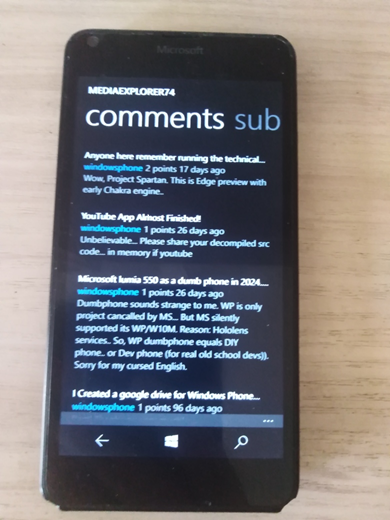 Microsoft
MEDIAEXPLORER74
comments sub
Anyone here remember running the technical...
windowsphone 2 points 17 days ago
Wow, Project Spartan. This is Edge preview with
early Chakra engine..
YouTube App Almost Finished!
windowsphone 1 points 26 days ago
Unbelievable... Please share your decompiled src
code... in memory if youtube
Microsoft lumia 550 as a dumb phone in 2024....
windowsphone 1 points 26 days ago
Dumbphone sounds strange to me. WP is only
project cancalled by MS... But MS silently
supported its WP/W10M. Reason: Hololens
services.. So, WP dumbphone equals DIY
phone.. or Dev phone (for real old school devs)).
Sorry for my cursed English.
I Created a google drive for Windows Phone...
windowsphone 1 points 96 days ago
...